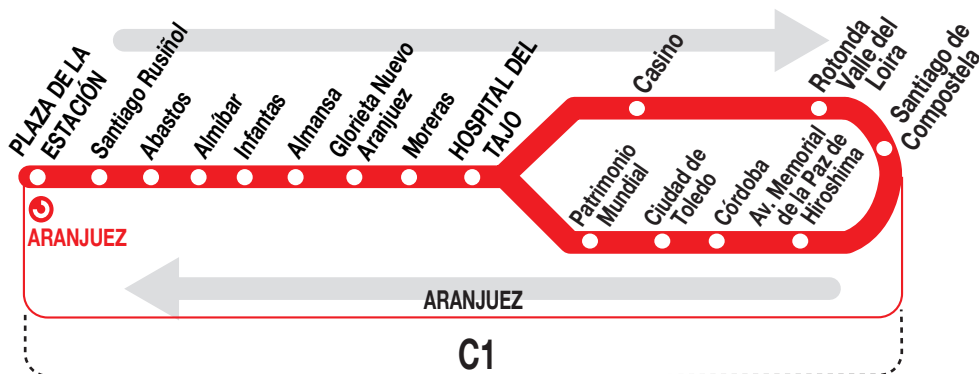 PLAZA DE LA
ESTACIÓN
Santiago Rusiñol
Abastos
Almíbar
Infantas
Almansa
Glorieta Nuevo
Aranjuez
Moreras
HOSPITAL DEL
TAJO
Casino
Rotonda
Valle del
Loira
Santiago de
Compostela
Patrimonio
Mundial
Ciudad de
Toledo
Córdoba
Av. Memorial
de la Paz de
Hiroshima
ARANJUEZ
ARANJUEZ
C1